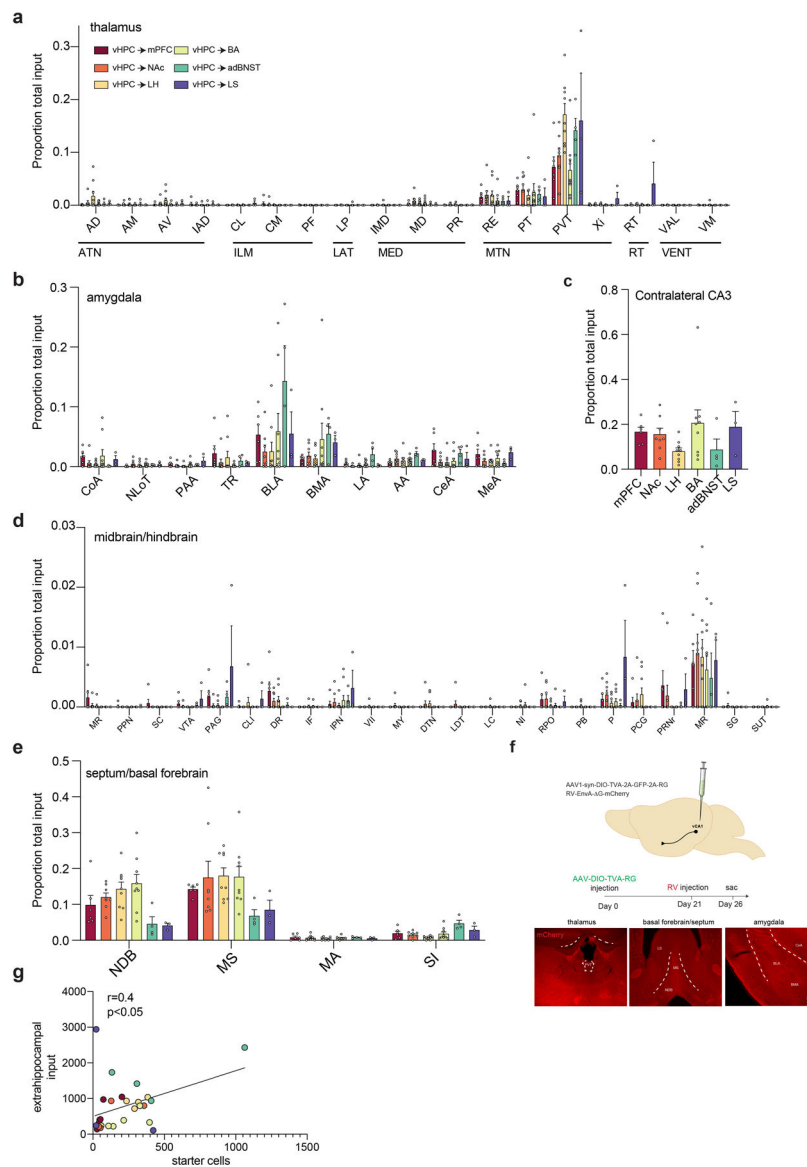 a
thalamus
vHPC➤mPFC
vHPC➤BA
vHPC➤NAc
vHPC➤adBNST
vHPC➤LH
vHPC➤LS
Proportion total input
0.3
0.2
0.1
0.0
AD AM AV IAD CL CM PF LP IMD MD PR RE PT PVT Xi RT VAL VM
ATN ILM LAT MED MTN RT VENT
b
amygdala
Proportion total input
0.3
0.2
0.1
0.0
CoA NLoT PAA TR BLA BMA LA AA CeA MeA
c
Contralateral CA3
Proportion total input
0.8
0.6
0.4
0.2
0.0
mPFC NAc LH BA adBNST LS
d
midbrain/hindbrain
Proportion total input
0.03
0.02
0.01
0.00
MR PPN SC VTA PAG CLI DR IF IPN VII MY DTN LDT LC NI RPO PB P PCG PRNr MR SG SUT
e
septum/basal forebrain
Proportion total input
0.5
0.4
0.3
0.2
0.1
0.0
NDB MS MA SI
f
AAV1-syn-DIO-TVA-2A-GFP-2A-RG
RV-EnvA-ΔG-mCherry
vCA1
AAV-DIO-TVA-RG
injection
RV injection
sac
Day 0
Day 21
Day 26
thalamus
basal forebrain/septum
amygdala
mCherry
LS
MS
NDB
CoA
BLA
BMA
g
r=0.4
p<0.05
extrahippocampal
input
4000
3000
2000
1000
0
0 500 1000 1500
starter cells